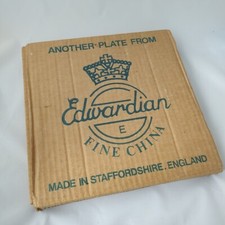 ANOTHER·PLATE FROM
Edwardian
E
FINE CHINA
MADE IN STAFFORDSHIRE, ENGLAND